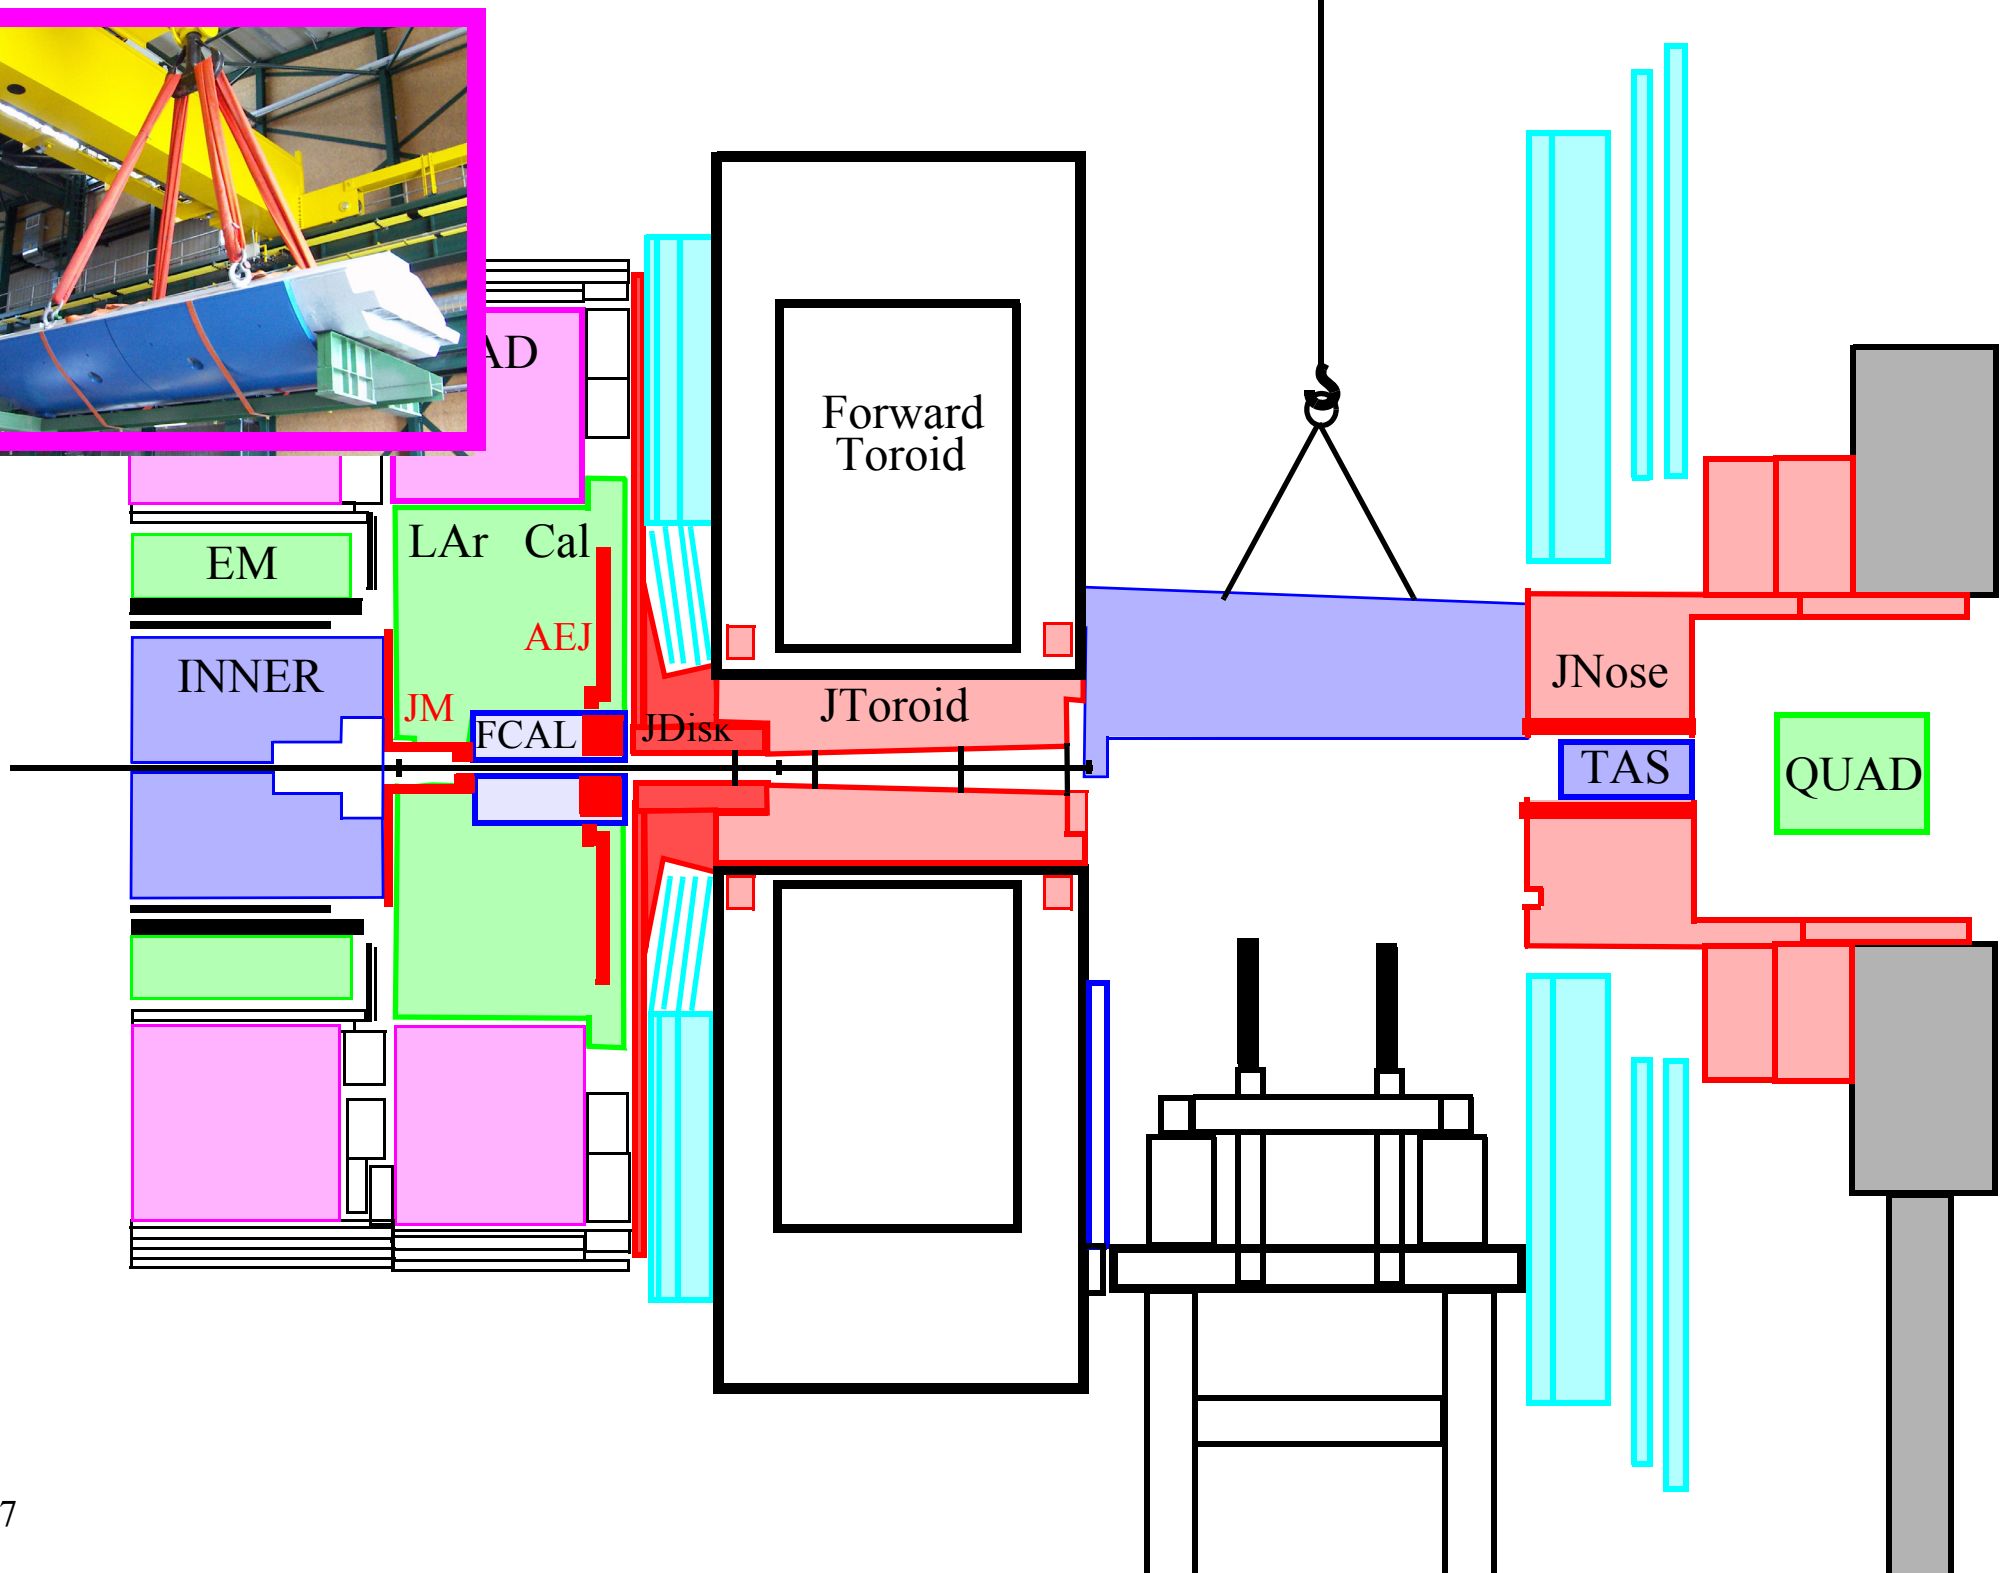 AD
Forward
Toroid
LAr Cal
EM
AEJ
INNER
JM
FCAL
JDisk
JToroid
JNose
TAS
QUAD
7